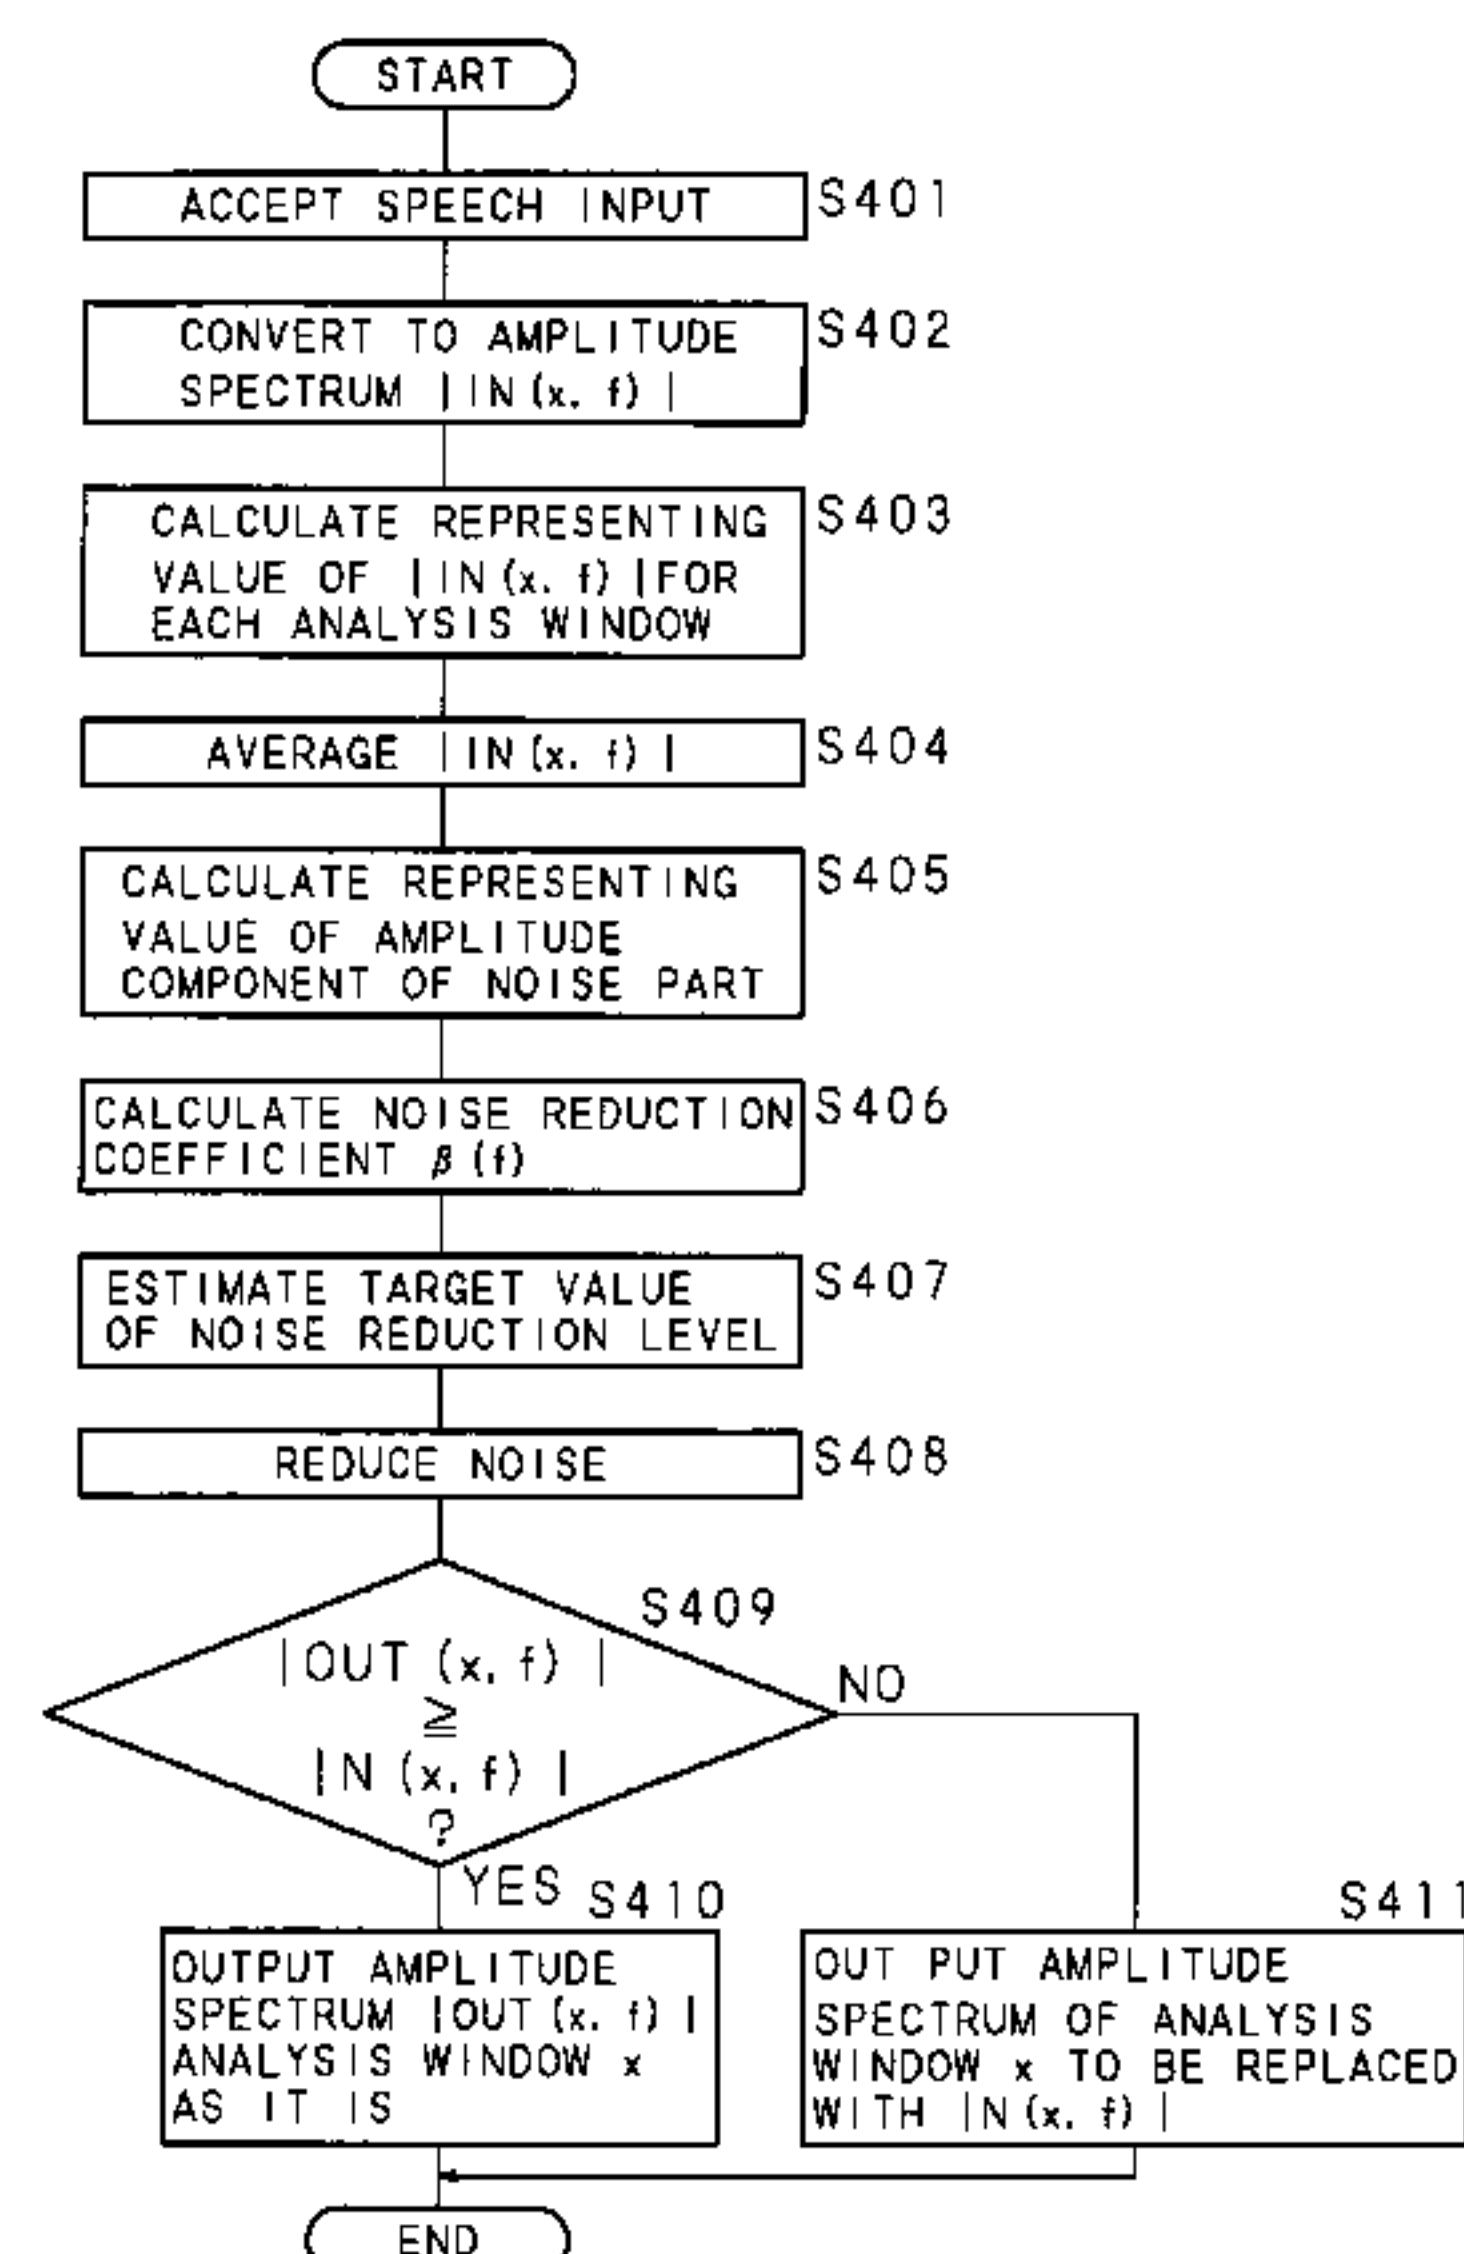 START
ACCEPT SPEECH INPUT
S401
CONVERT TO AMPLITUDE
SPECTRUM |IN(x, f)|
S402
CALCULATE REPRESENTING
VALUE OF |IN(x, f)|FOR
EACH ANALYSIS WINDOW
S403
AVERAGE |IN(x, f)|
S404
CALCULATE REPRESENTING
VALUE OF AMPLITUDE
COMPONENT OF NOISE PART
S405
CALCULATE NOISE REDUCTION
COEFFICIENT β(f)
S406
ESTIMATE TARGET VALUE
OF NOISE REDUCTION LEVEL
S407
REDUCE NOISE
S408
S409
|OUT(x, f)|
≧
|N(x, f)|
?
NO
YES
S410
OUTPUT AMPLITUDE
SPECTRUM |OUT(x, f)|
ANALYSIS WINDOW x
AS IT IS
S411
OUT PUT AMPLITUDE
SPECTRUM OF ANALYSIS
WINDOW x TO BE REPLACED
WITH |N(x, f)|
END